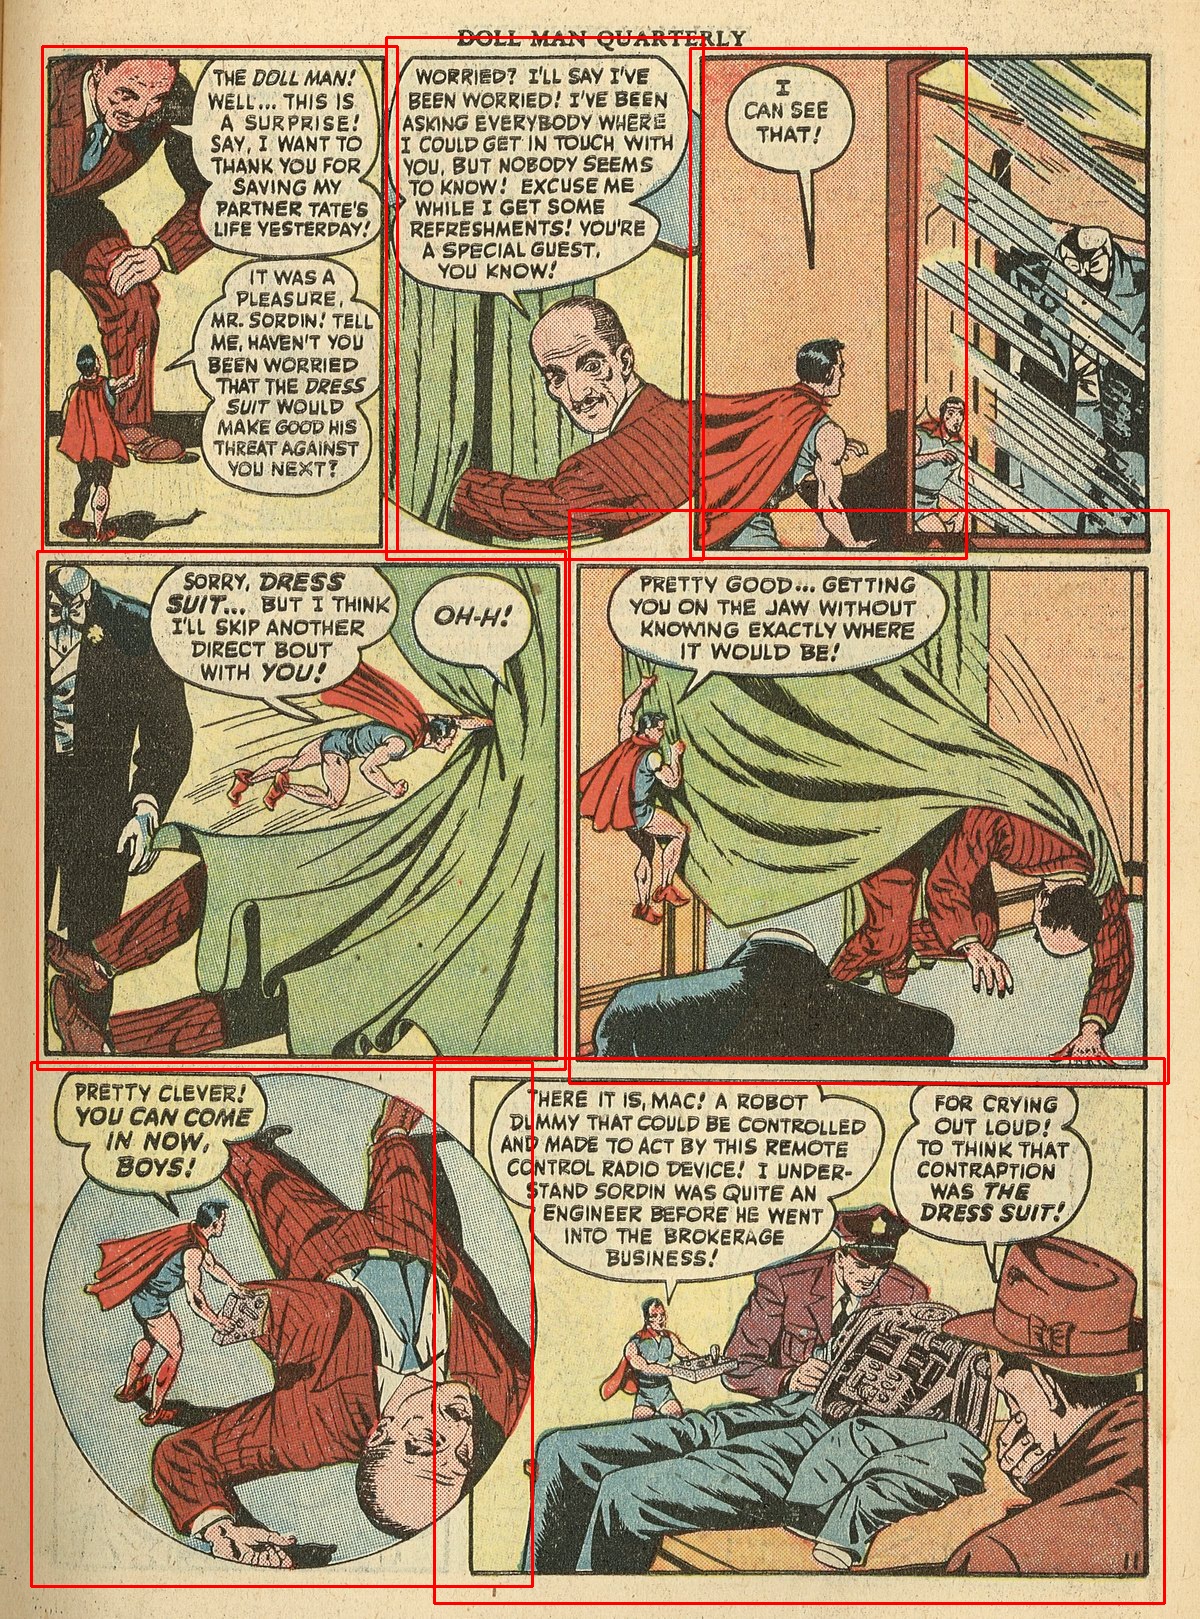 DOLL MAN QUARTERLY
THE DOLL MAN!
WELL... THIS IS
A SURPRISE!
SAY, I WANT TO
THANK YOU FOR
SAVING MY
PARTNER TATE'S
LIFE YESTERDAY!
IT WAS A
PLEASURE,
MR. SORDIN! TELL
ME, HAVEN'T YOU
BEEN WORRIED
THAT THE DRESS
SUIT WOULD
MAKE GOOD HIS
THREAT AGAINST
YOU NEXT?
WORRIED? I'LL SAY I'VE
BEEN WORRIED! I'VE BEEN
ASKING EVERYBODY WHERE
I COULD GET IN TOUCH WITH
YOU, BUT NOBODY SEEMS
TO KNOW! EXCUSE ME
WHILE I GET SOME
REFRESHMENTS! YOU'RE
A SPECIAL GUEST,
YOU KNOW!
I
CAN SEE
THAT!
SORRY, DRESS
SUIT... BUT I THINK
I'LL SKIP ANOTHER
DIRECT BOUT
WITH YOU!
OH-H!
PRETTY GOOD... GETTING
YOU ON THE JAW WITHOUT
KNOWING EXACTLY WHERE
IT WOULD BE!
PRETTY CLEVER!
YOU CAN COME
IN NOW,
BOYS!
THERE IT IS, MAC! A ROBOT
DUMMY THAT COULD BE CONTROLLED
AND MADE TO ACT BY THIS REMOTE
CONTROL RADIO DEVICE! I UNDER-
STAND SORDIN WAS QUITE AN
ENGINEER BEFORE HE WENT
INTO THE BROKERAGE
BUSINESS!
FOR CRYING
OUT LOUD!
TO THINK THAT
CONTRAPTION
WAS THE
DRESS SUIT!
11